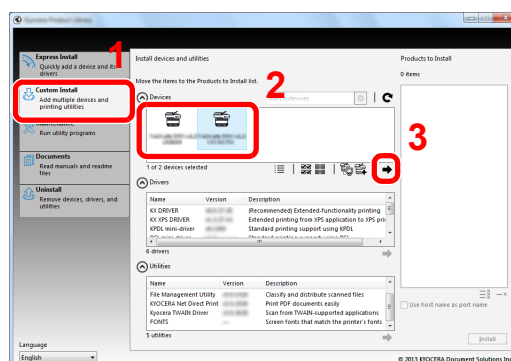 Kyocera Product Library
1
Express Install
Quickly add a device and its
drivers
Custom Install
Add multiple devices and
printing utilities
Maintenance
Run utility programs
Documents
Read manuals and readme
files
Uninstall
Remove devices, drivers, and
utilities
Language
English
Install devices and utilities
Move the items to the Products to Install list.
2
Devices
devices
1 of 2 devices selected
3
Drivers
Name Version Description
KX DRIVER (Recommended) Extended-functionality printing
KX XPS DRIVER Extended printing from XPS application to XPS pri
KPDL mini-driver Standard printing support using KPDL
6 drivers
Utilities
Name Version Description
File Management Utility Classify and distribute scanned files
KYOCERA Net Direct Print Print PDF documents easily
Kyocera TWAIN Driver Scan from TWAIN-supported applications
FONTS Screen fonts that match the printer's fonts
5 utilities
Products to Install
0 items
Use host name as port name
Install
© 2013 KYOCERA Document Solutions Inc